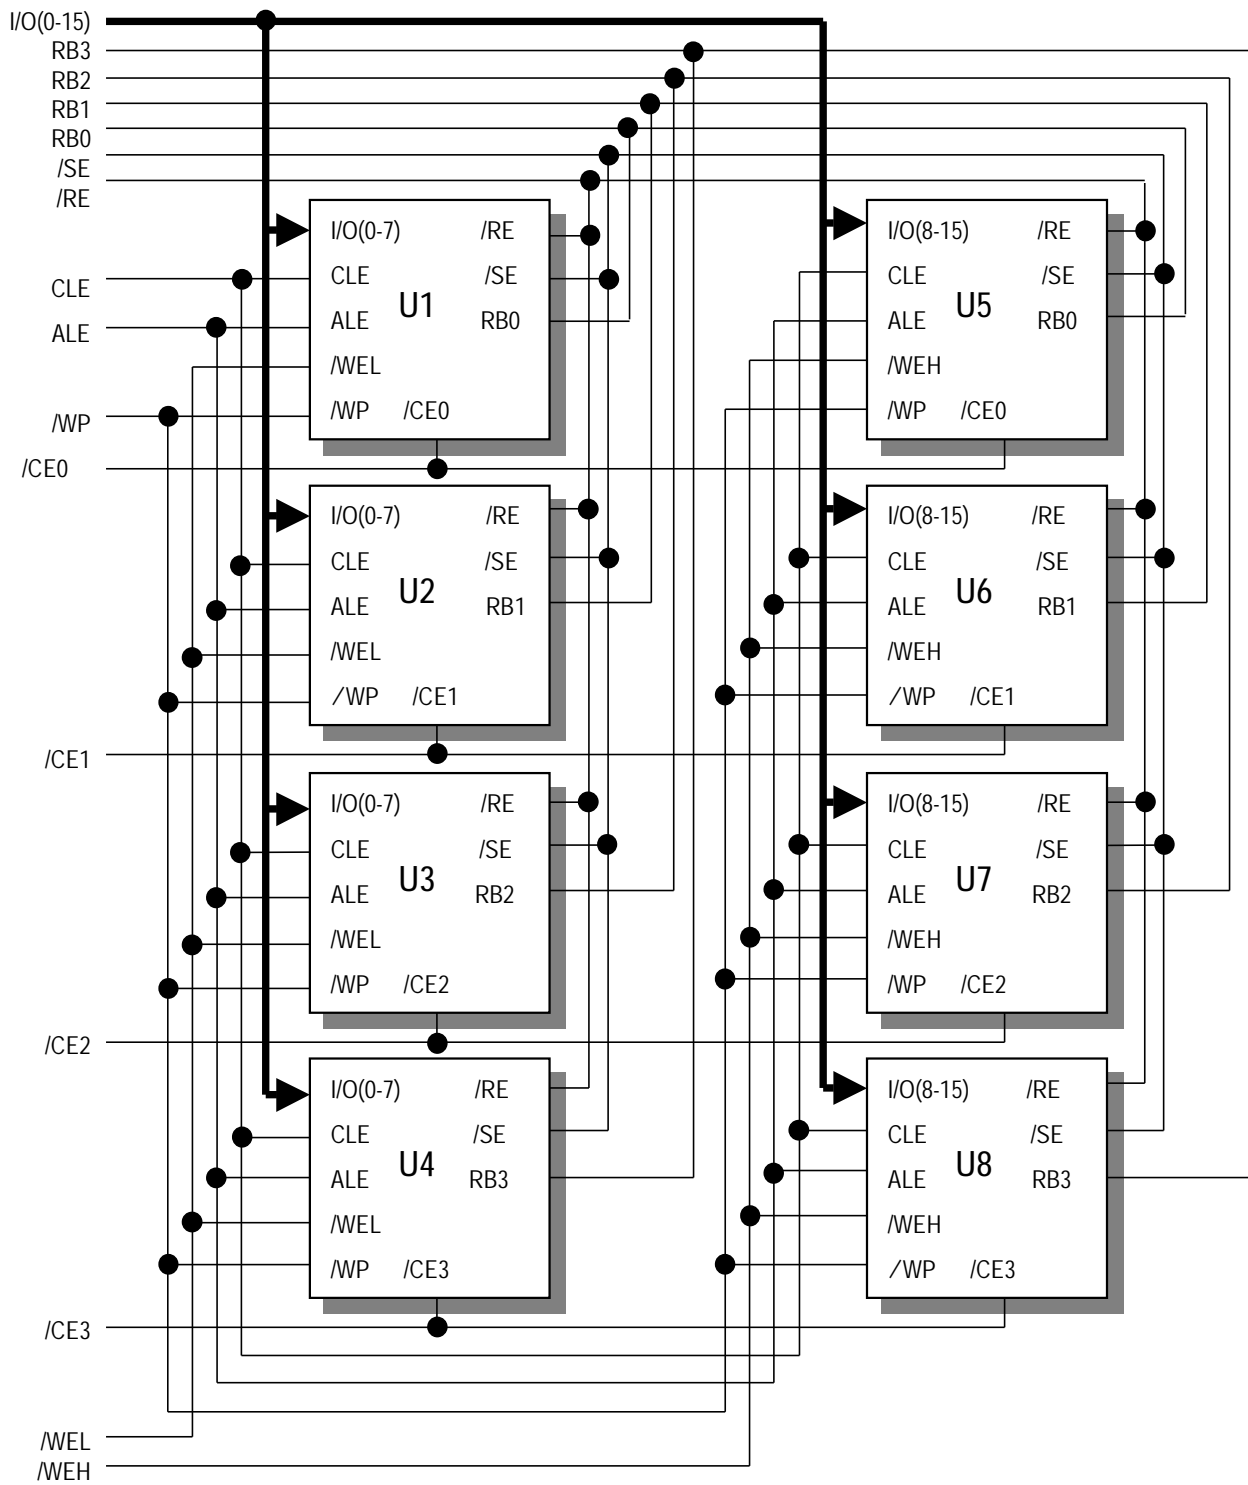 I/O(0-15)
RB3
RB2
RB1
RB0
/SE
/RE
CLE
ALE
/WP
/CE0
/CE1
/CE2
/CE3
/WEL
/WEH
I/O(0-7) /RE
CLE /SE
U1
ALE RB0
/WEL
/WP /CE0
I/O(0-7) /RE
CLE /SE
U2
ALE RB1
/WEL
/WP /CE1
I/O(0-7) /RE
CLE /SE
U3
ALE RB2
/WEL
/WP /CE2
I/O(0-7) /RE
CLE /SE
U4
ALE RB3
/WEL
/WP /CE3
I/O(8-15) /RE
CLE /SE
U5
ALE RB0
/WEH
/WP /CE0
I/O(8-15) /RE
CLE /SE
U6
ALE RB1
/WEH
/WP /CE1
I/O(8-15) /RE
CLE /SE
U7
ALE RB2
/WEH
/WP /CE2
I/O(8-15) /RE
CLE /SE
U8
ALE RB3
/WEH
/WP /CE3